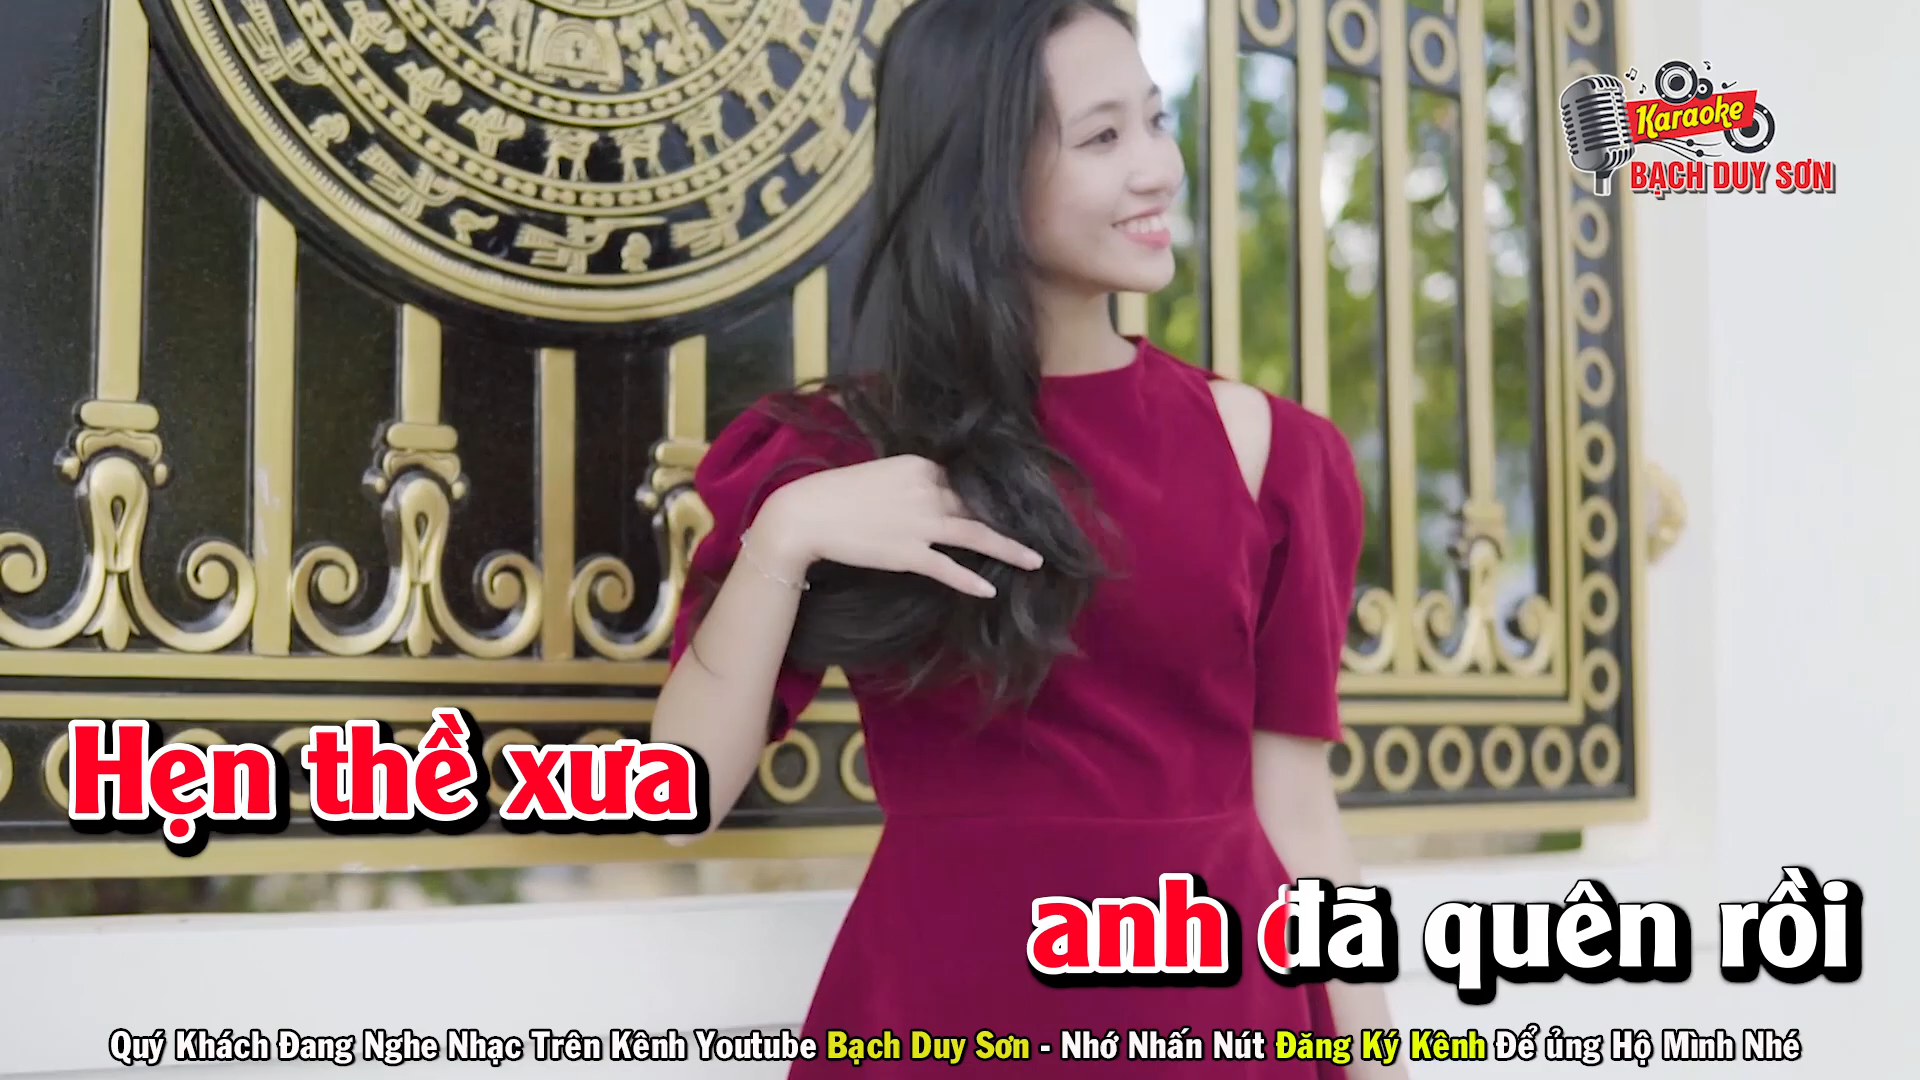 Karaoke
BẠCH DUY SƠN
Hẹn thề xưa
anh đã quên rồi
Quý Khách Đang Nghe Nhạc Trên Kênh Youtube Bạch Duy Sơn - Nhớ Nhấn Nút Đăng Ký Kênh Để ủng Hộ Mình Nhé